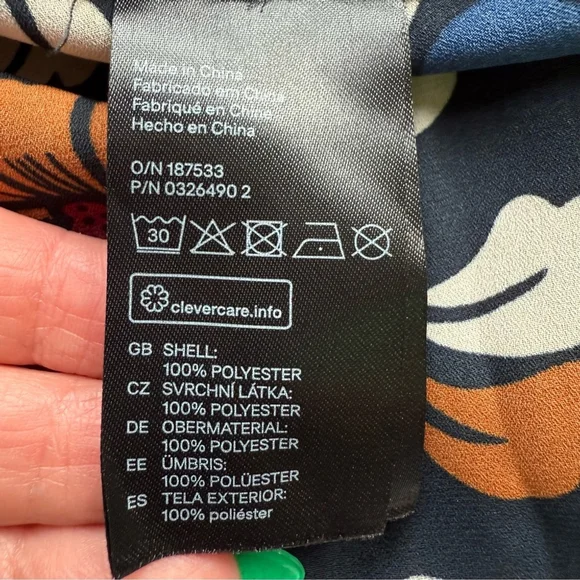 Made in China
Fabricado em China
Fabriqué en Chine
Hecho en China
O/N 187533
P/N 0326490 2
30
clevercare.info
GB SHELL:
100% POLYESTER
CZ SVRCHNÍ LÁTKA:
100% POLYESTER
DE OBERMATERIAL:
100% POLYESTER
EE ÜMBRIS:
100% POLÜESTER
ES TELA EXTERIOR:
100% poliéster